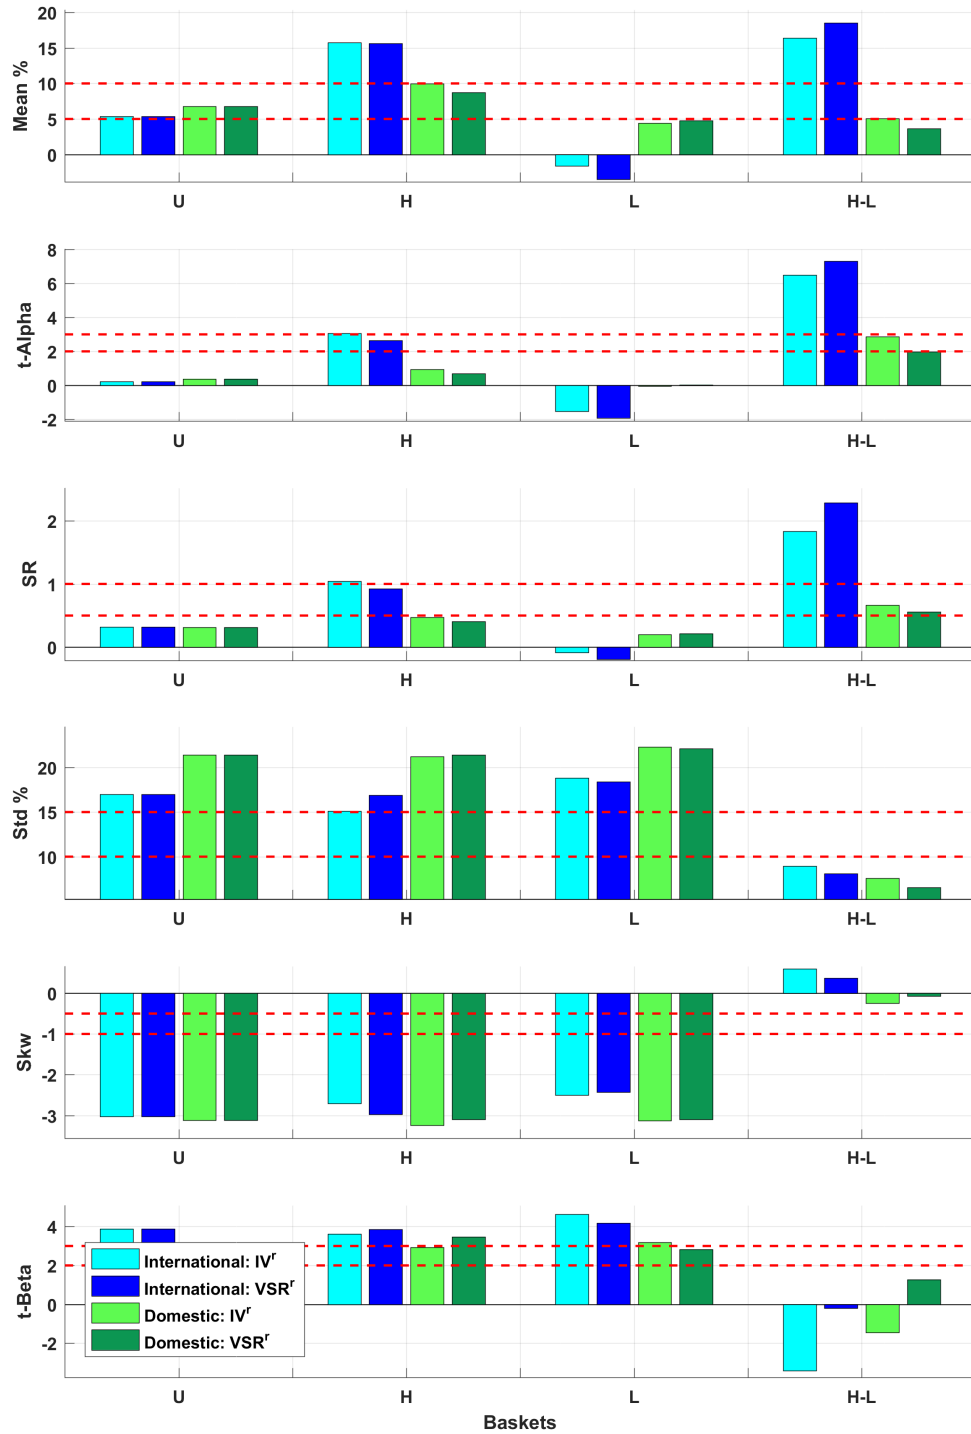 20
15
10
5
0
Mean %
U H L H-L
8
6
4
2
0
-2
t-Alpha
U H L H-L
2
1
0
SR
U H L H-L
20
15
10
Std %
U H L H-L
0
-1
-2
-3
Skw
U H L H-L
4
2
0
-2
t-Beta
International: IV^r
International: VSR^r
Domestic: IV^r
Domestic: VSR^r
U H L H-L
Baskets